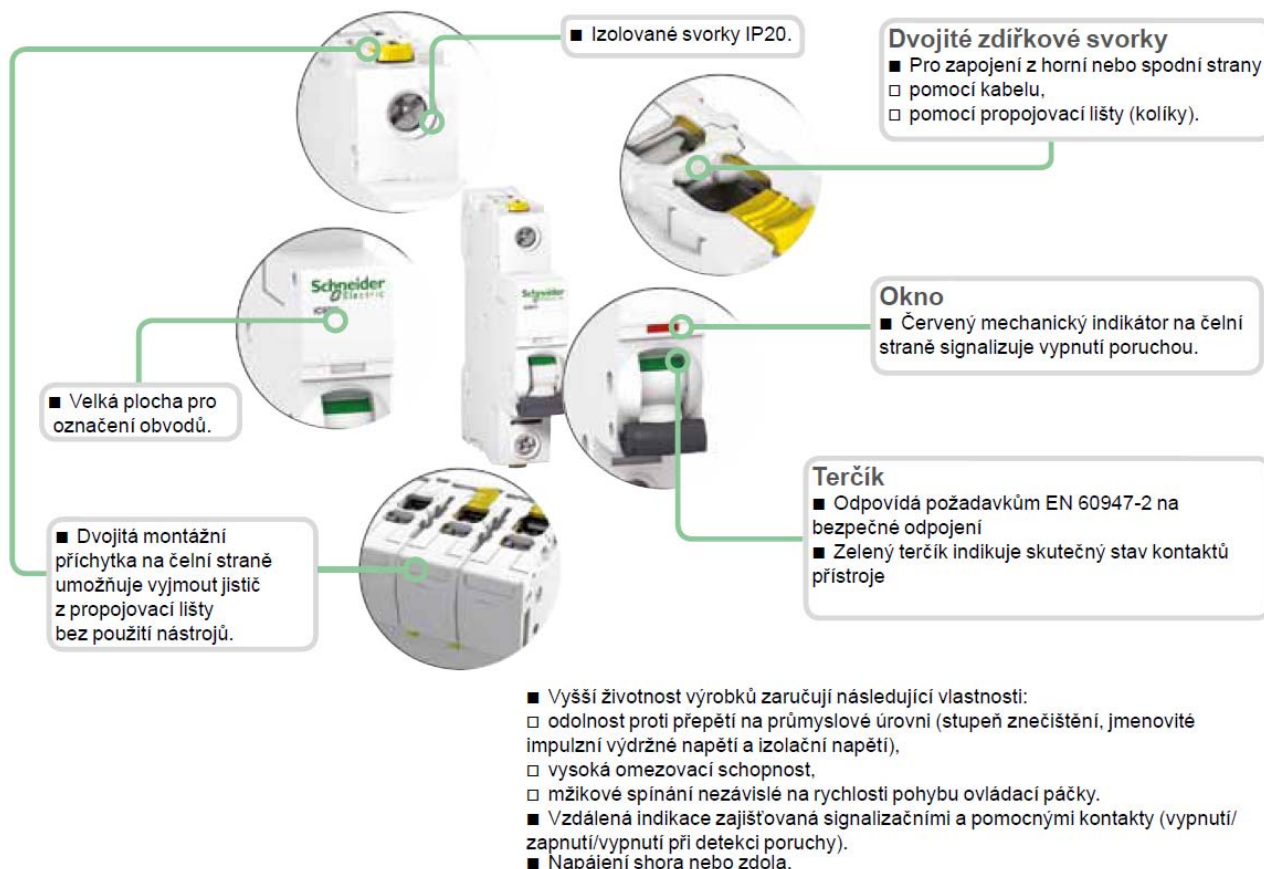 ■ Izolované svorky IP20.
Dvojité zdířkové svorky
■ Pro zapojení z horní nebo spodní strany
□ pomocí kabelu,
□ pomocí propojovací lišty (kolíky).
Schneider
Electric
Schneider
Electric
Okno
■ Červený mechanický indikátor na čelní
straně signalizuje vypnutí poruchou.
■ Velká plocha pro
označení obvodů.
Terčík
■ Odpovídá požadavkům EN 60947-2 na
bezpečné odpojení
■ Zelený terčík indikuje skutečný stav kontaktů
přístroje
■ Dvojitá montážní
příchytka na čelní straně
umožňuje vyjmout jistič
z propojovací lišty
bez použití nástrojů.
■ Vyšší životnost výrobků zaručují následující vlastnosti:
□ odolnost proti přepětí na průmyslové úrovni (stupeň znečištění, jmenovité
impulzní výdržné napětí a izolační napětí),
□ vysoká omezovací schopnost,
□ mžikové spínání nezávislé na rychlosti pohybu ovládací páčky.
■ Vzdálená indikace zajišťovaná signalizačními a pomocnými kontakty (vypnutí/
zapnutí/vypnutí při detekci poruchy).
■ Napájení shora nebo zdola.